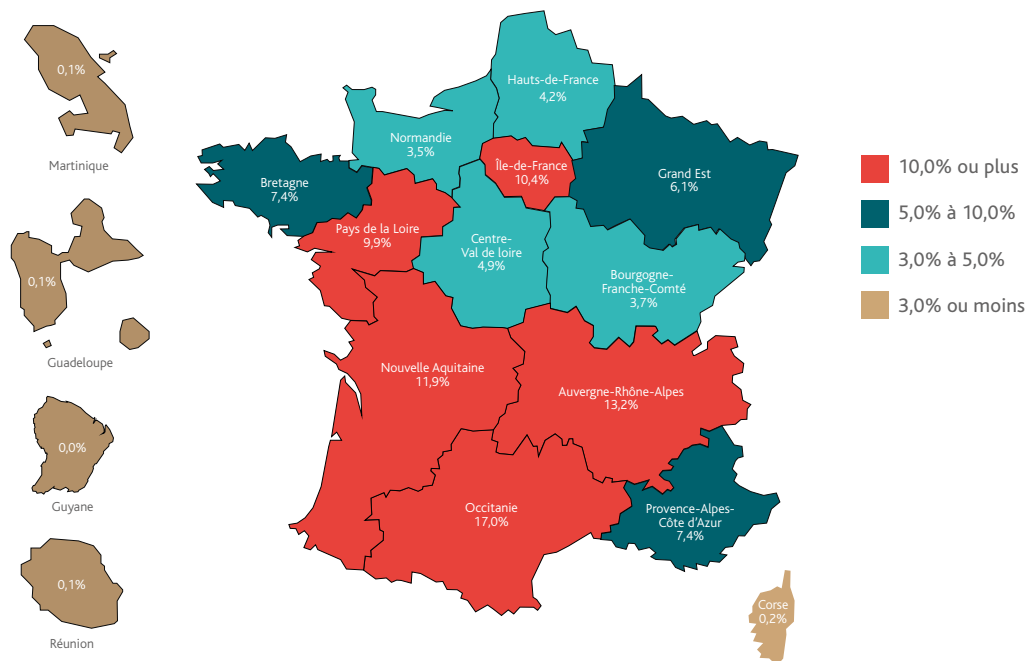 0,1%
Martinique
0,1%
Guadeloupe
0,0%
Guyane
0,1%
Réunion
Hauts-de-France
4,2%
Normandie
3,5%
Île-de-France
10,4%
Grand Est
6,1%
Bretagne
7,4%
Pays de la Loire
9,9%
Centre-
Val de loire
4,9%
Bourgogne-
Franche-Comté
3,7%
Nouvelle Aquitaine
11,9%
Auvergne-Rhône-Alpes
13,2%
Occitanie
17,0%
Provence-Alpes-
Côte d'Azur
7,4%
Corse
0,2%
10,0% ou plus
5,0% à 10,0%
3,0% à 5,0%
3,0% ou moins